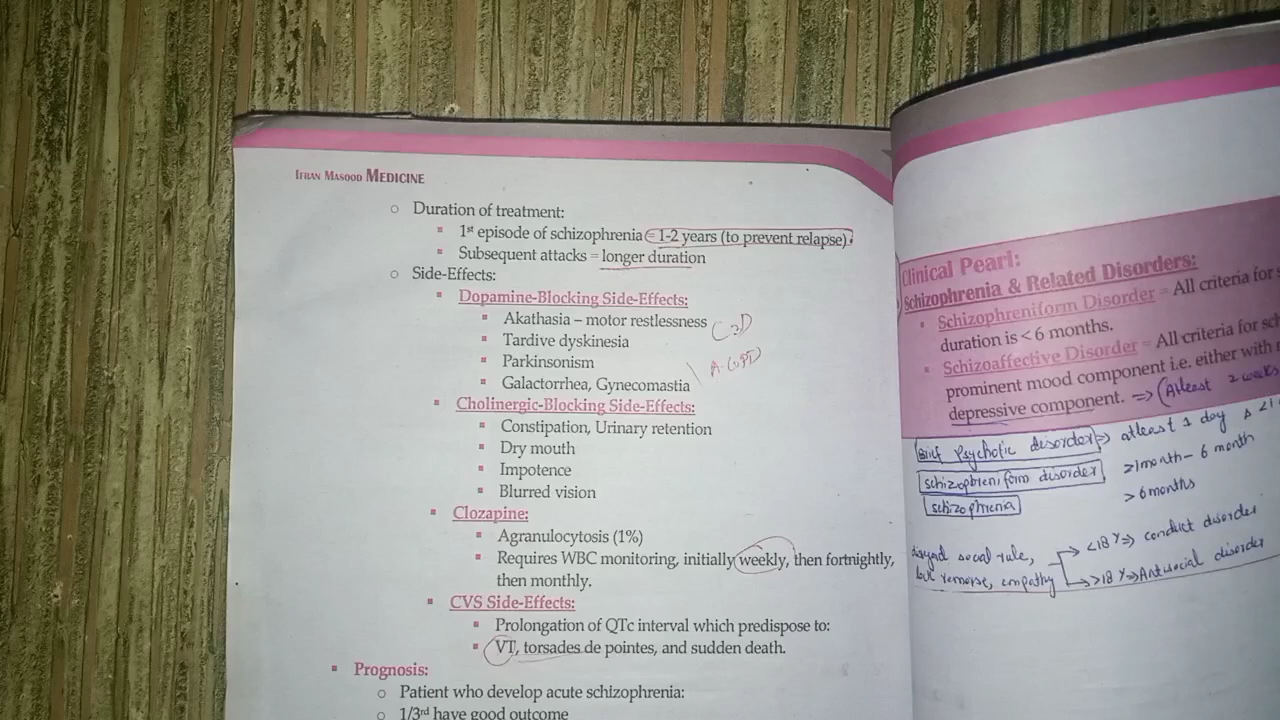 IFRAN MASOOD MEDICINE
Duration of treatment:
1st episode of schizophrenia = 1-2 years (to prevent relapse).
Subsequent attacks = longer duration
Side-Effects:
Dopamine-Blocking Side-Effects:
Akathasia – motor restlessness
Tardive dyskinesia
Parkinsonism
Galactorrhea, Gynecomastia
Cholinergic-Blocking Side-Effects:
Constipation, Urinary retention
Dry mouth
Impotence
Blurred vision
Clozapine:
Agranulocytosis (1%)
Requires WBC monitoring, initially weekly, then fortnightly,
then monthly.
CVS Side-Effects:
Prolongation of QTc interval which predispose to:
VT, torsades de pointes, and sudden death.
Prognosis:
Patient who develop acute schizophrenia:
1/3rd have good outcome
Clinical Pearl:
Schizophrenia & Related Disorders:
Schizophreniform Disorder = All criteria for
duration is < 6 months.
Schizoaffective Disorder = All criteria for
prominent mood component i.e. either with
depressive component. => (Atleast 2 weeks
Brief Psychotic disorder => atleast 1 day
schizophreniform disorder >1month - 6 month
schizophrenia >6months
social rule,
remorse, empathy
<18 Y => conduct disorder
>18 Y => Antisocial disorder